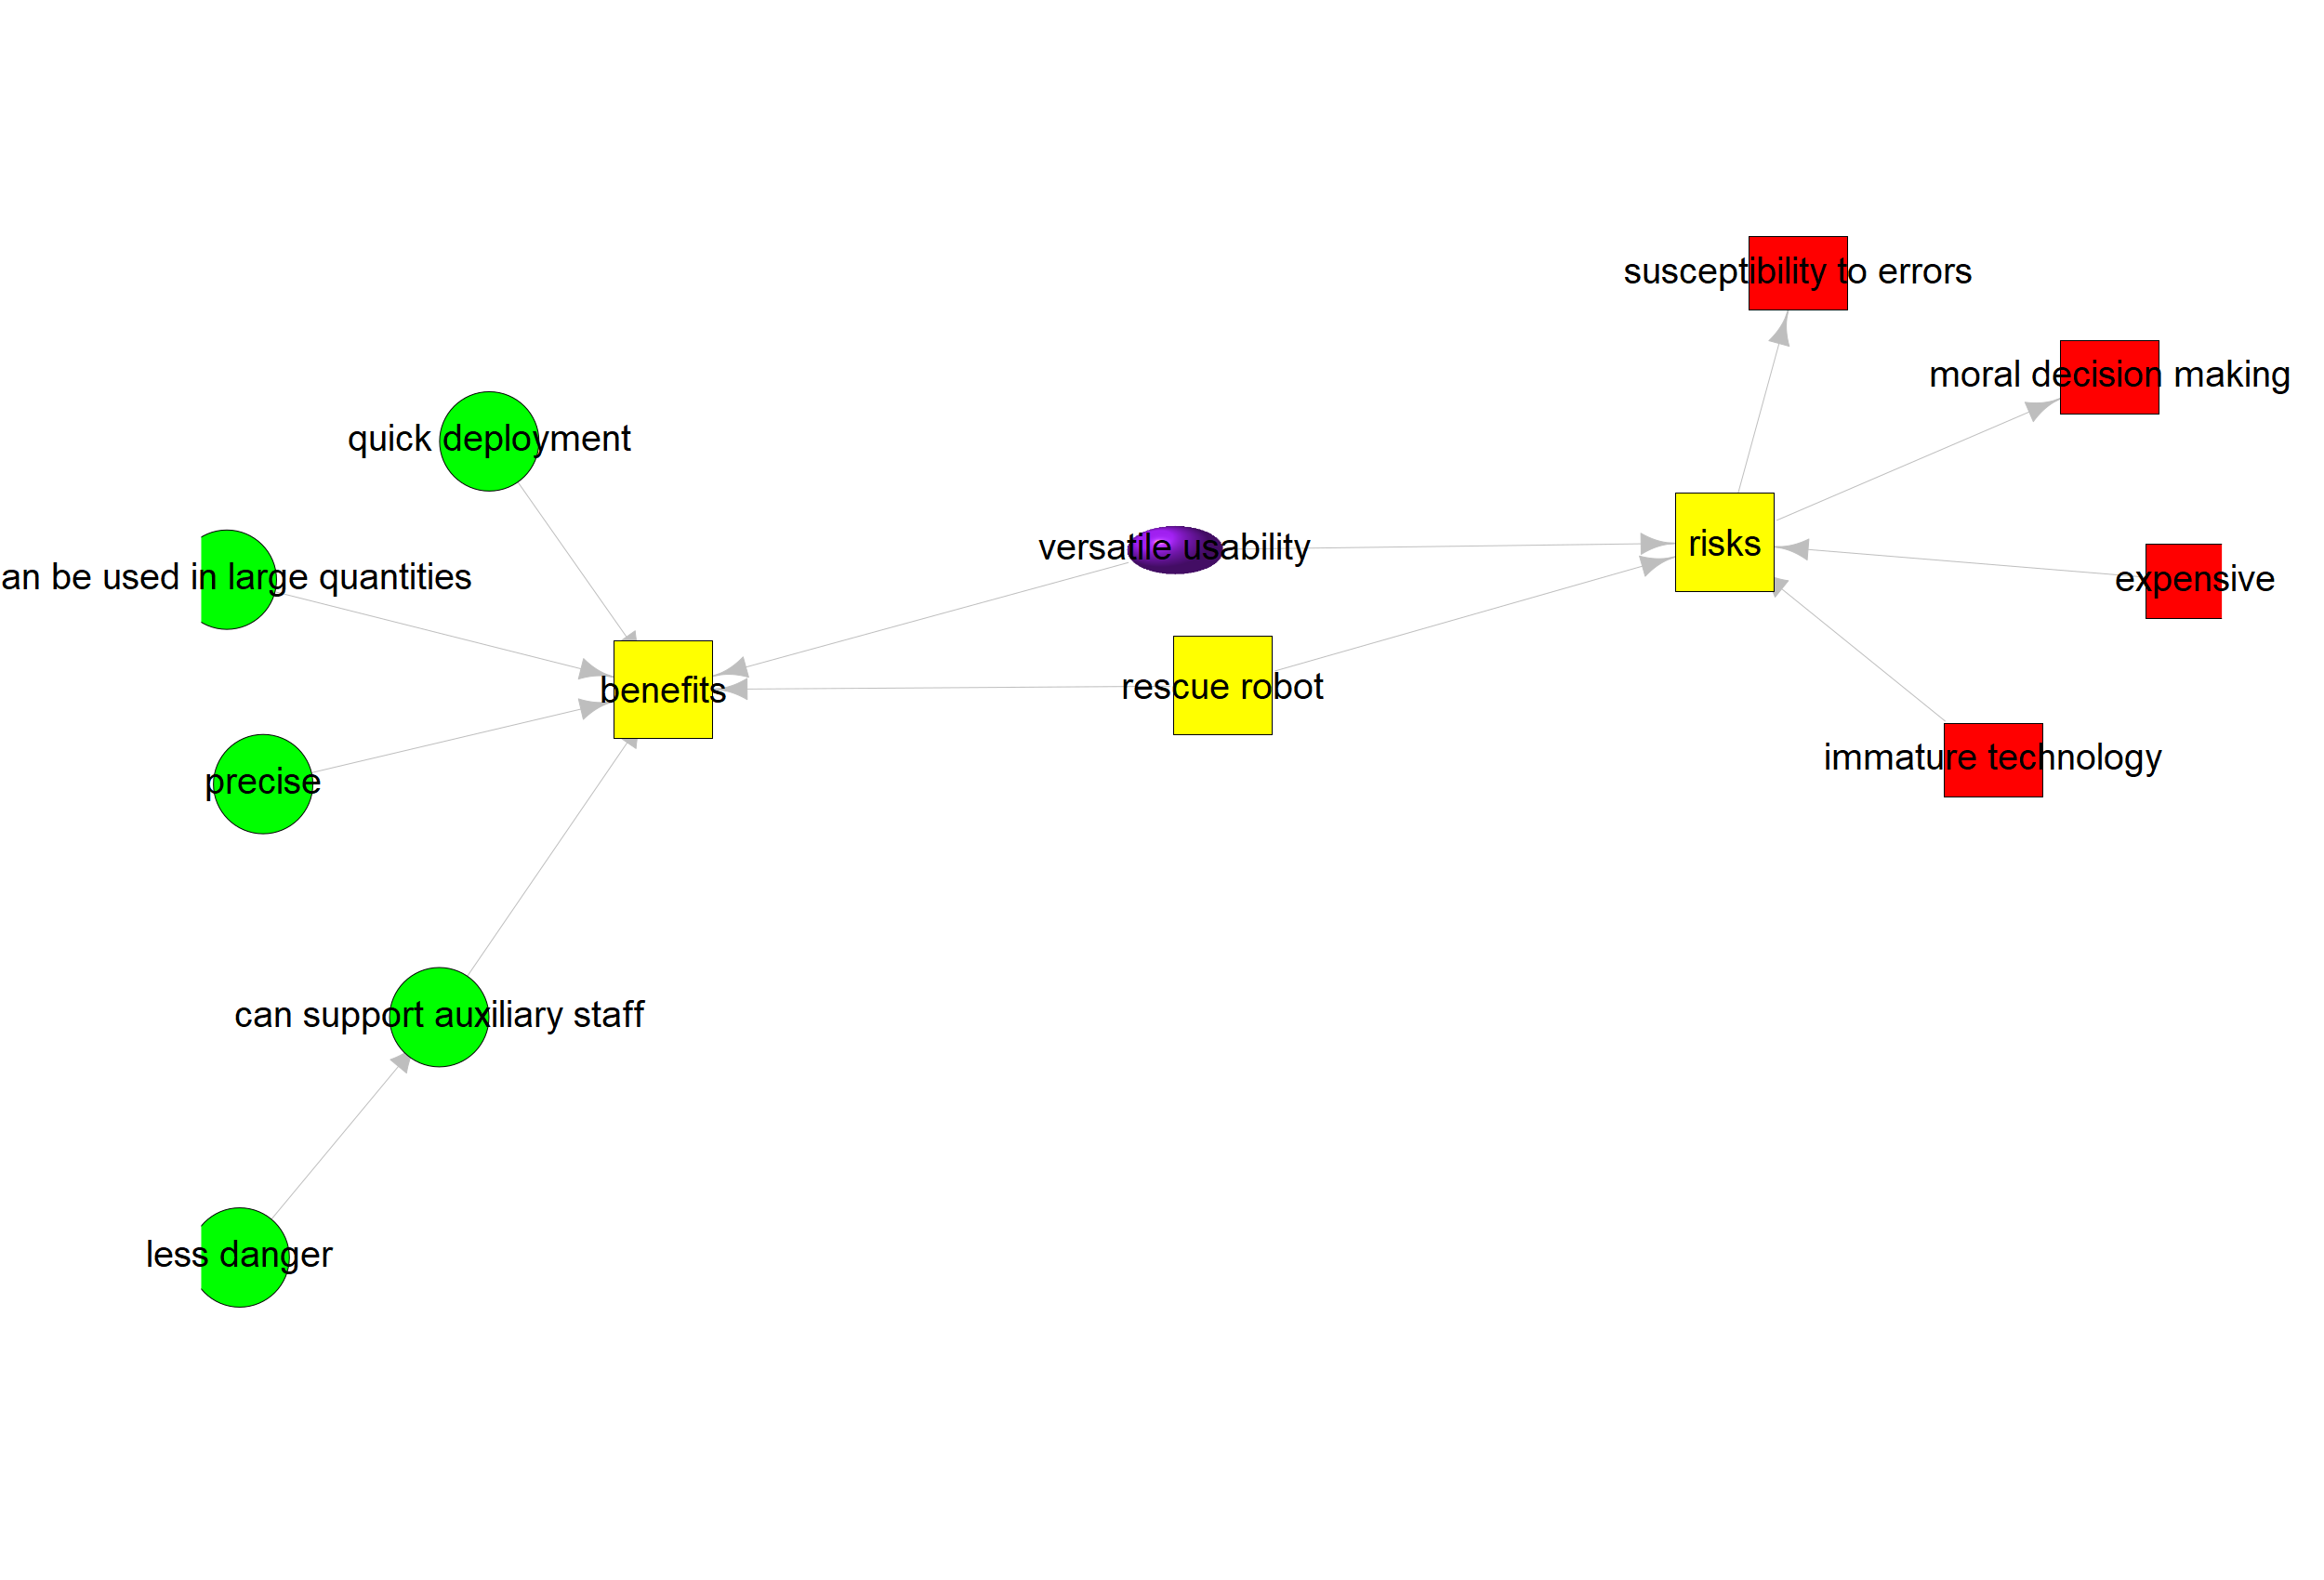 susceptibility to errors
moral decision making
quick deployment
versatile usability
risks
an be used in large quantities
expensive
benefits
rescue robot
immature technology
precise
can support auxiliary staff
less danger